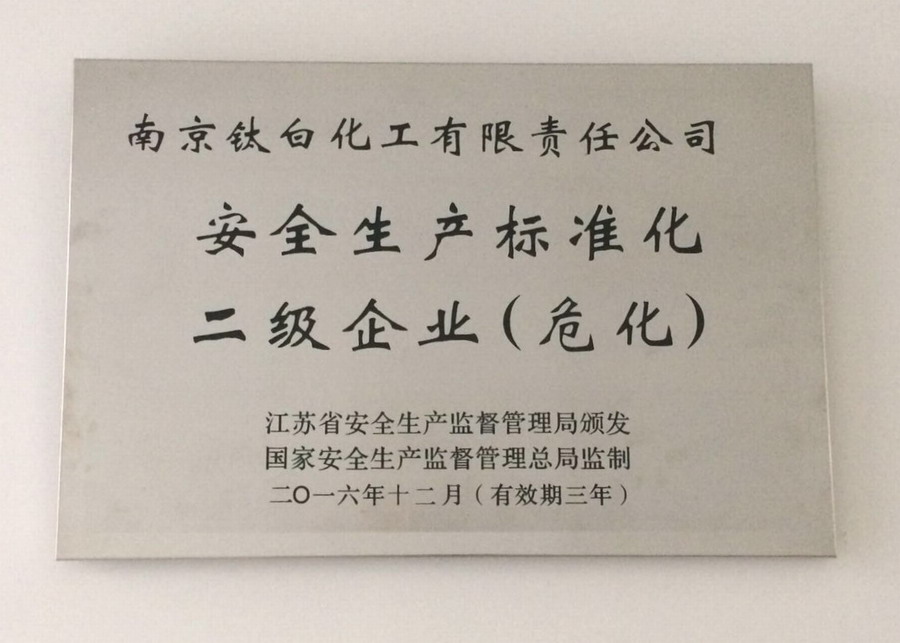 南京钛白化工有限责任公司
安全生产标准化
二级企业(危化)
江苏省安全生产监督管理局颁发
国家安全生产监督管理总局监制
二〇一六年十二月(有效期三年)